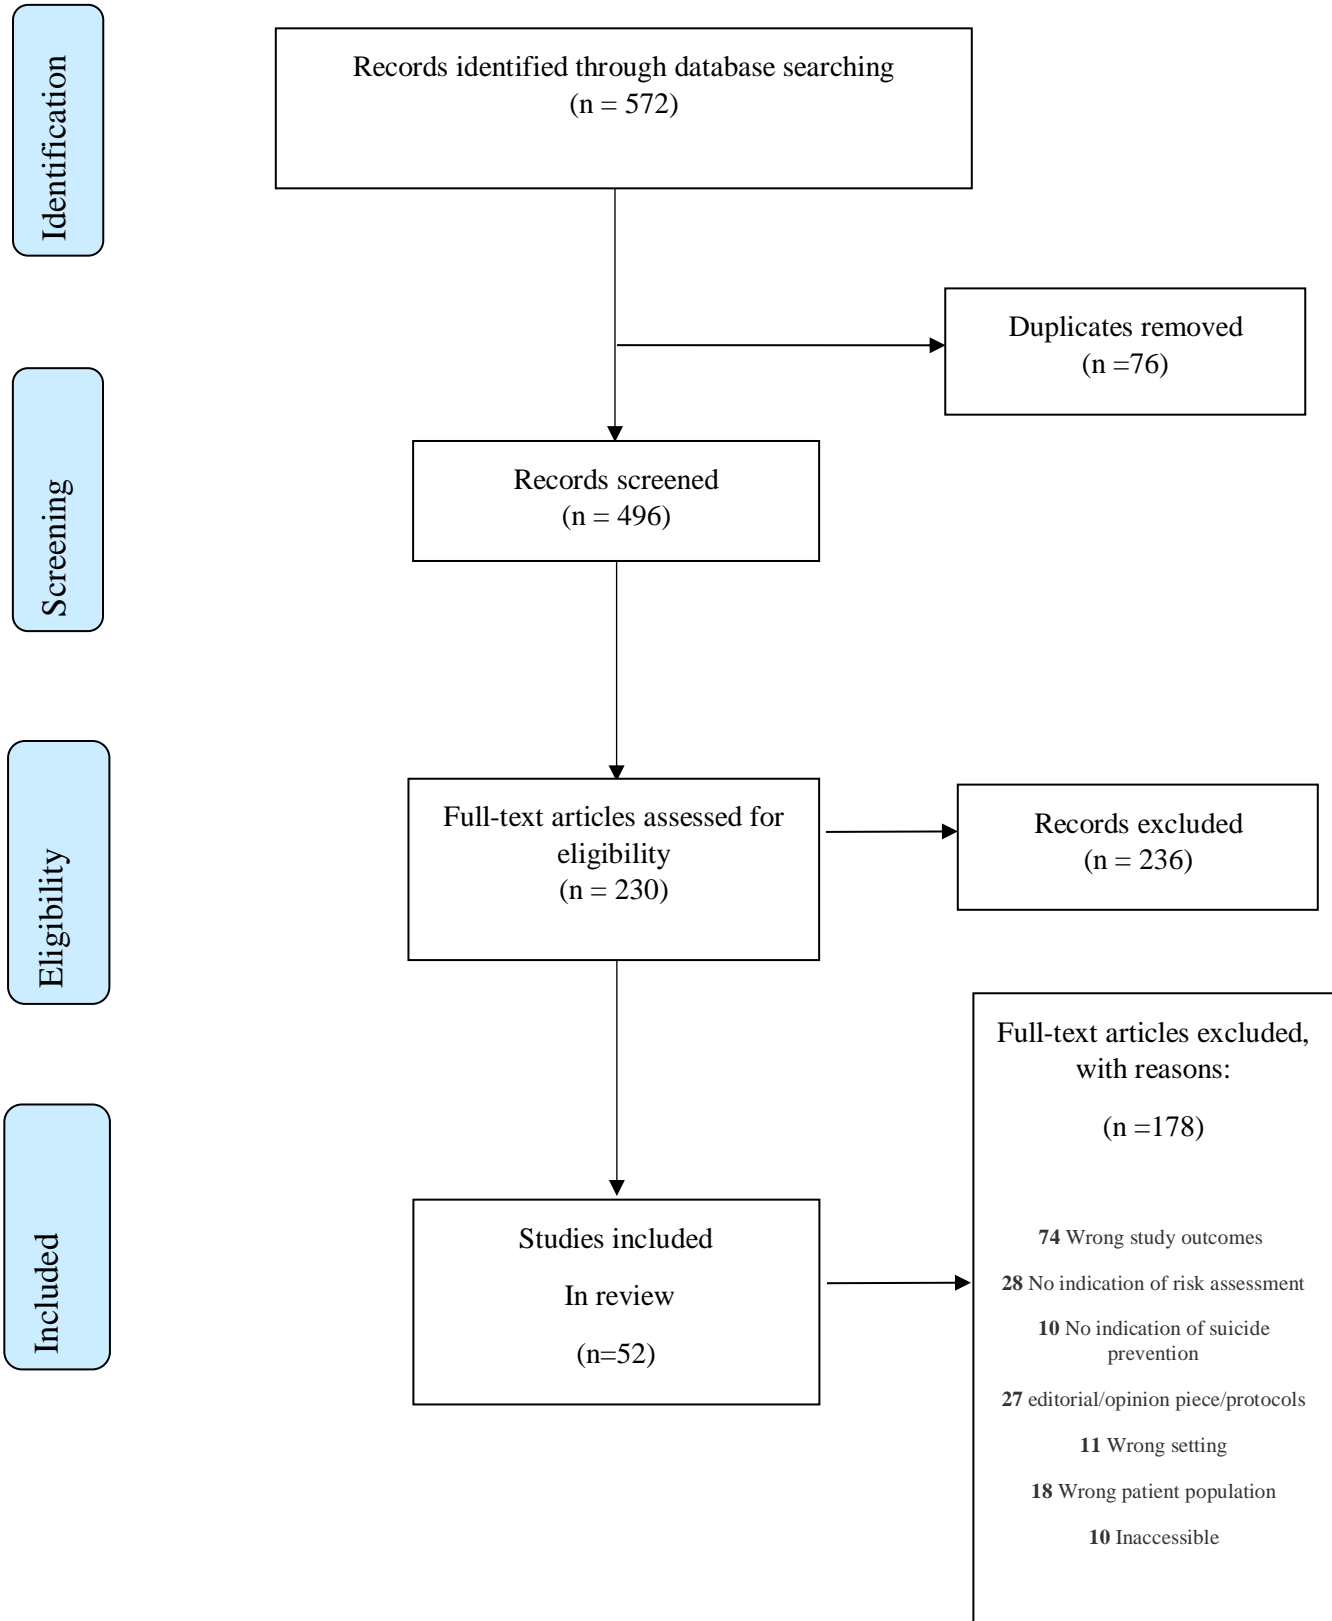 Identification
Records identified through database searching
(n = 572)
Duplicates removed
(n =76)
Screening
Records screened
(n = 496)
Eligibility
Full-text articles assessed for
eligibility
(n = 230)
Records excluded
(n = 236)
Included
Studies included
In review
(n=52)
Full-text articles excluded,
with reasons:
(n =178)
74 Wrong study outcomes
28 No indication of risk assessment
10 No indication of suicide
prevention
27 editorial/opinion piece/protocols
11 Wrong setting
18 Wrong patient population
10 Inaccessible